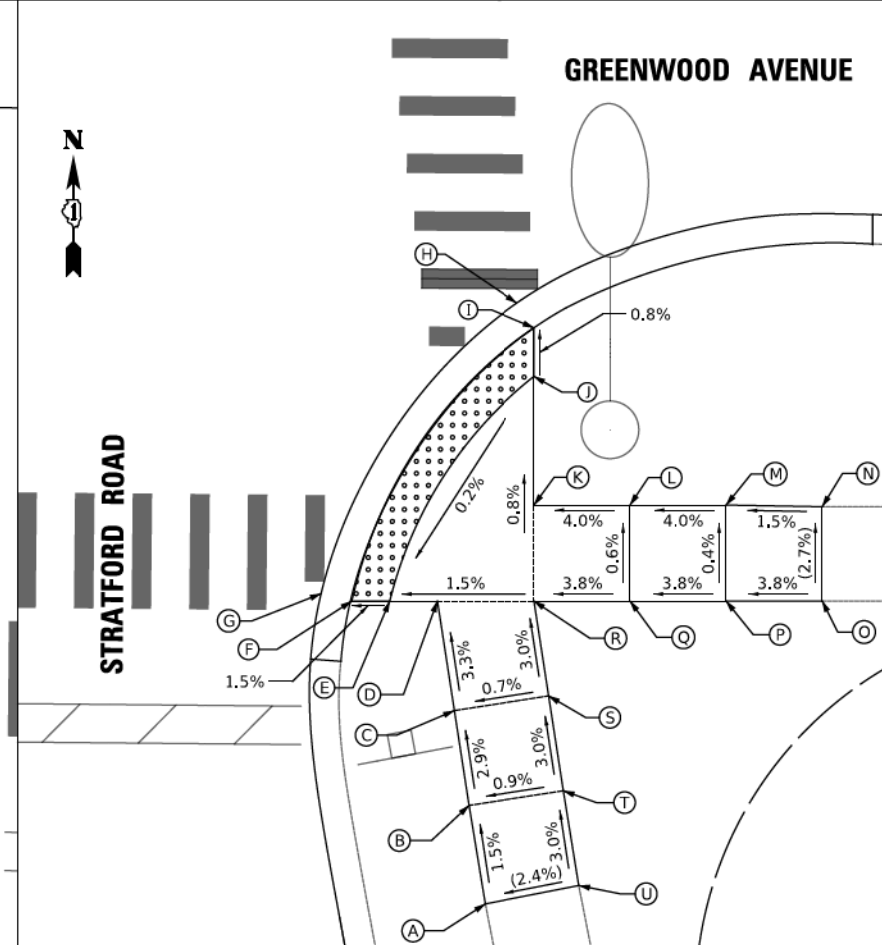 GREENWOOD AVENUE
N
1
H
I
0.8%
J
0.2%
K
L
M
N
0.8%
4.0%
4.0%
1.5%
0.6%
0.4%
(2.7%)
1.5%
3.8%
3.8%
3.8%
STRATFORD ROAD
G
F
1.5%
E
D
R
Q
P
O
3.3%
3.0%
0.7%
C
S
2.9%
3.0%
0.9%
B
T
1.5%
3.0%
(2.4%)
A
U